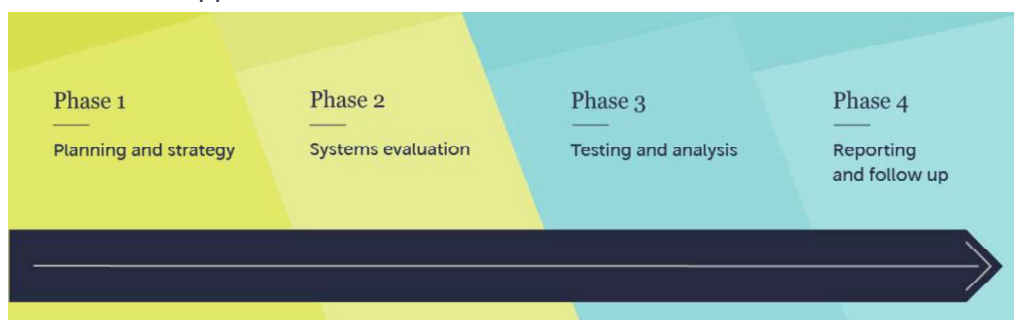 Phase 1
Planning and strategy
Phase 2
Systems evaluation
Phase 3
Testing and analysis
Phase 4
Reporting
and follow up